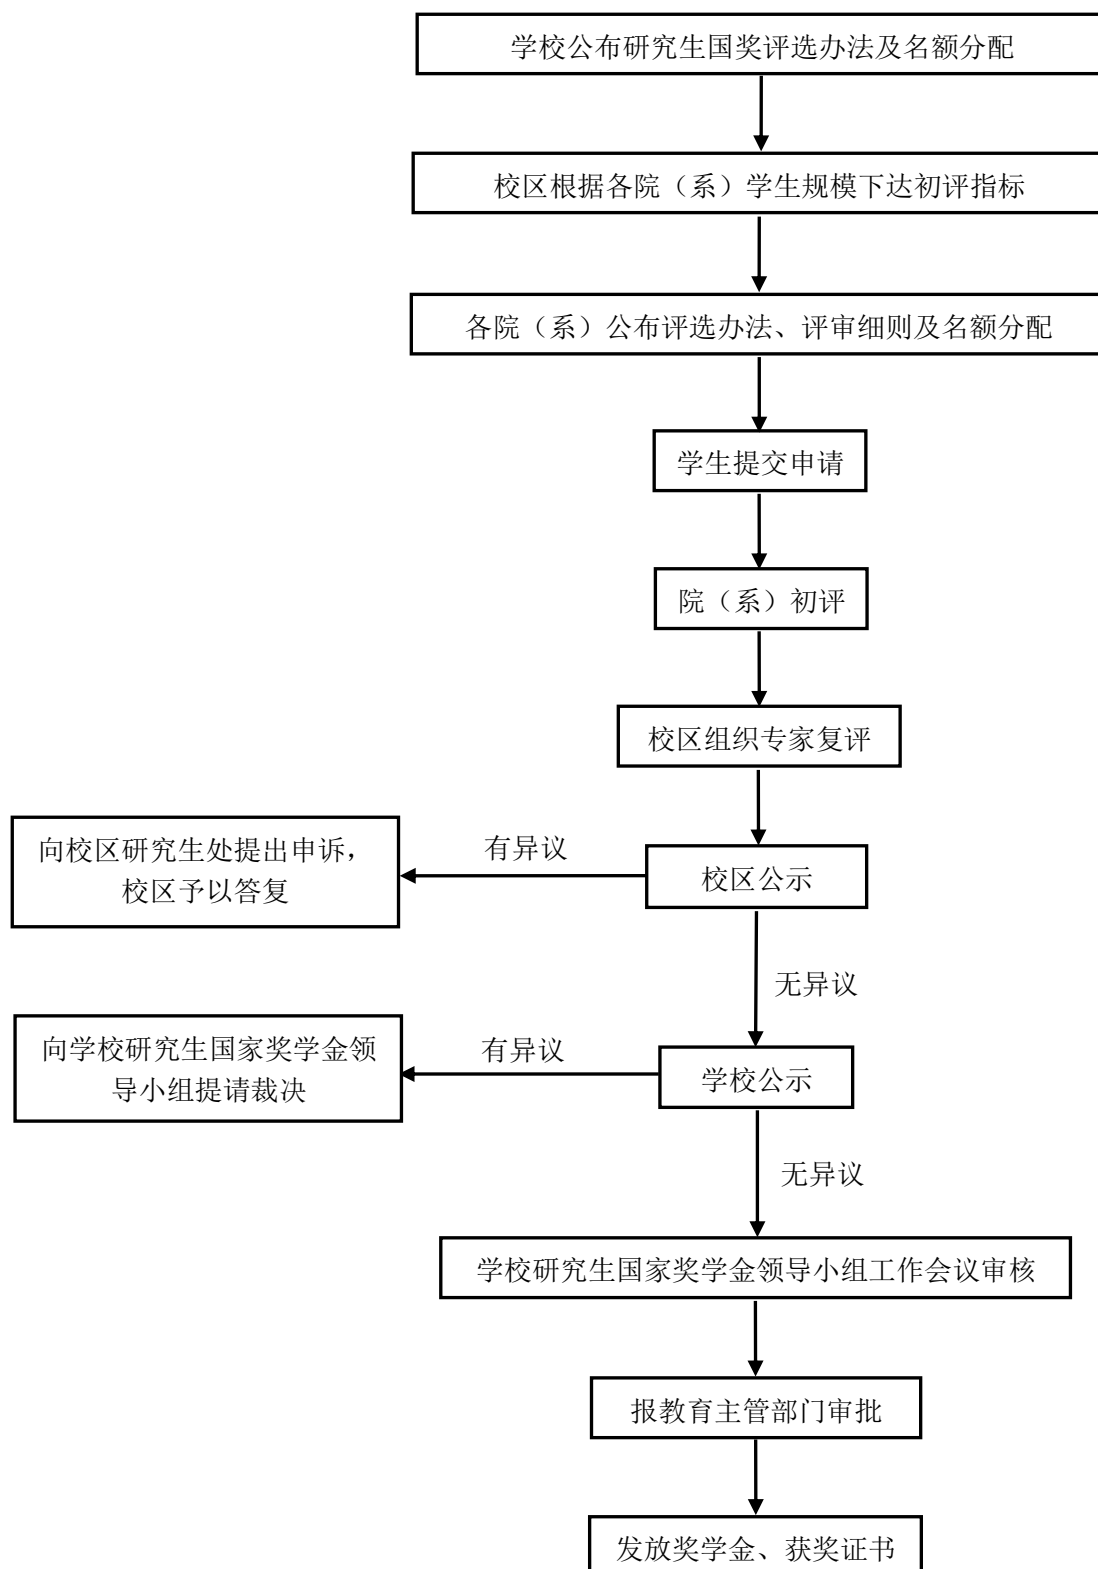 学校公布研究生国奖评选办法及名额分配
校区根据各院（系）学生规模下达初评指标
各院（系）公布评选办法、评审细则及名额分配
学生提交申请
院（系）初评
校区组织专家复评
向校区研究生处提出申诉，
校区予以答复
有异议
校区公示
无异议
向学校研究生国家奖学金领
导小组提请裁决
有异议
学校公示
无异议
学校研究生国家奖学金领导小组工作会议审核
报教育主管部门审批
发放奖学金、获奖证书